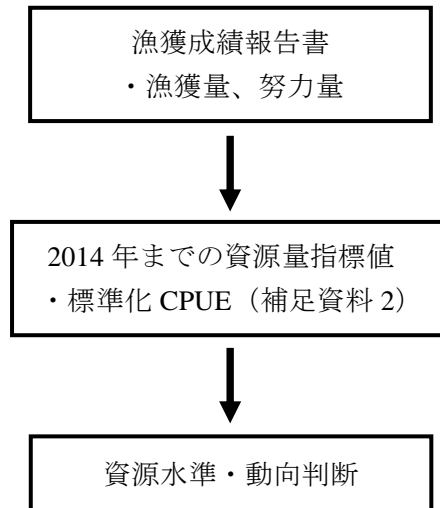 漁獲成績報告書
・漁獲量、努力量
2014 年までの資源量指標値
・標準化 CPUE（補足資料 2）
資源水準・動向判断